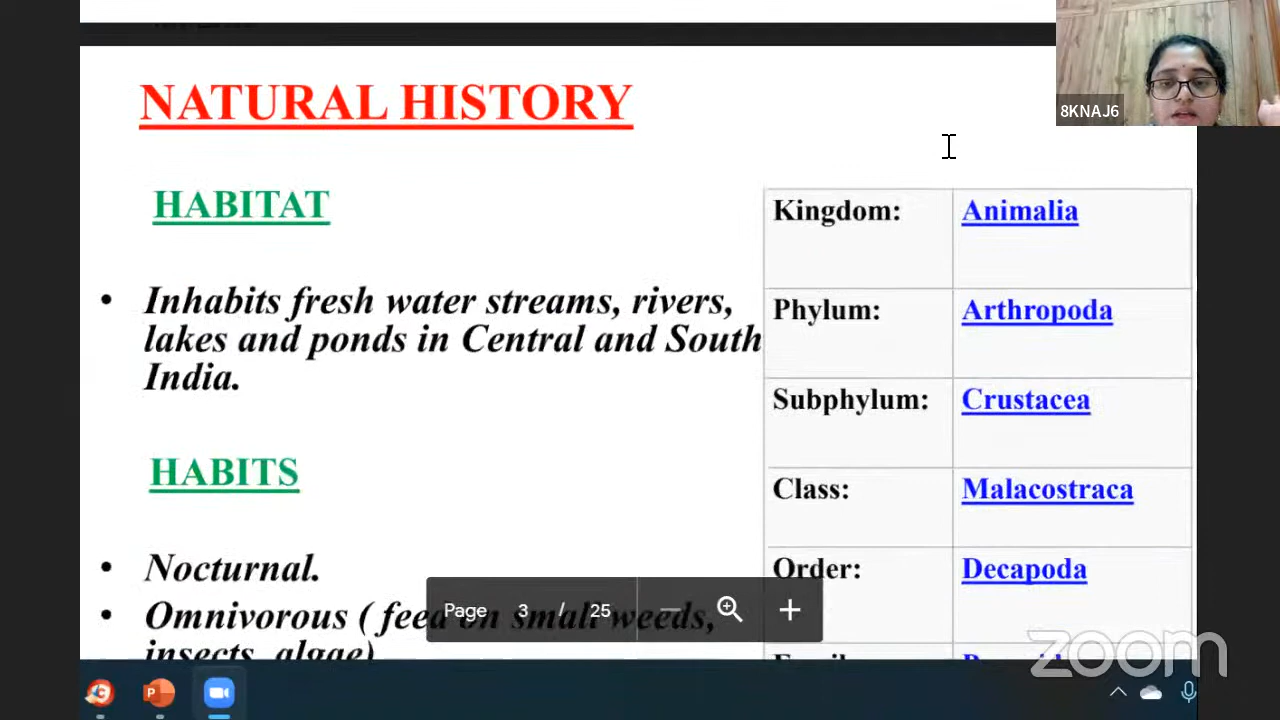 8KNAJ6
NATURAL HISTORY
HABITAT
• Inhabits fresh water streams, rivers,
lakes and ponds in Central and South
India.
HABITS
• Nocturnal.
• Omnivorous ( feed on small weeds,
insects, algae)
Kingdom: Animalia
Phylum: Arthropoda
Subphylum: Crustacea
Class: Malacostraca
Order: Decapoda
Page 3 / 25
zoom